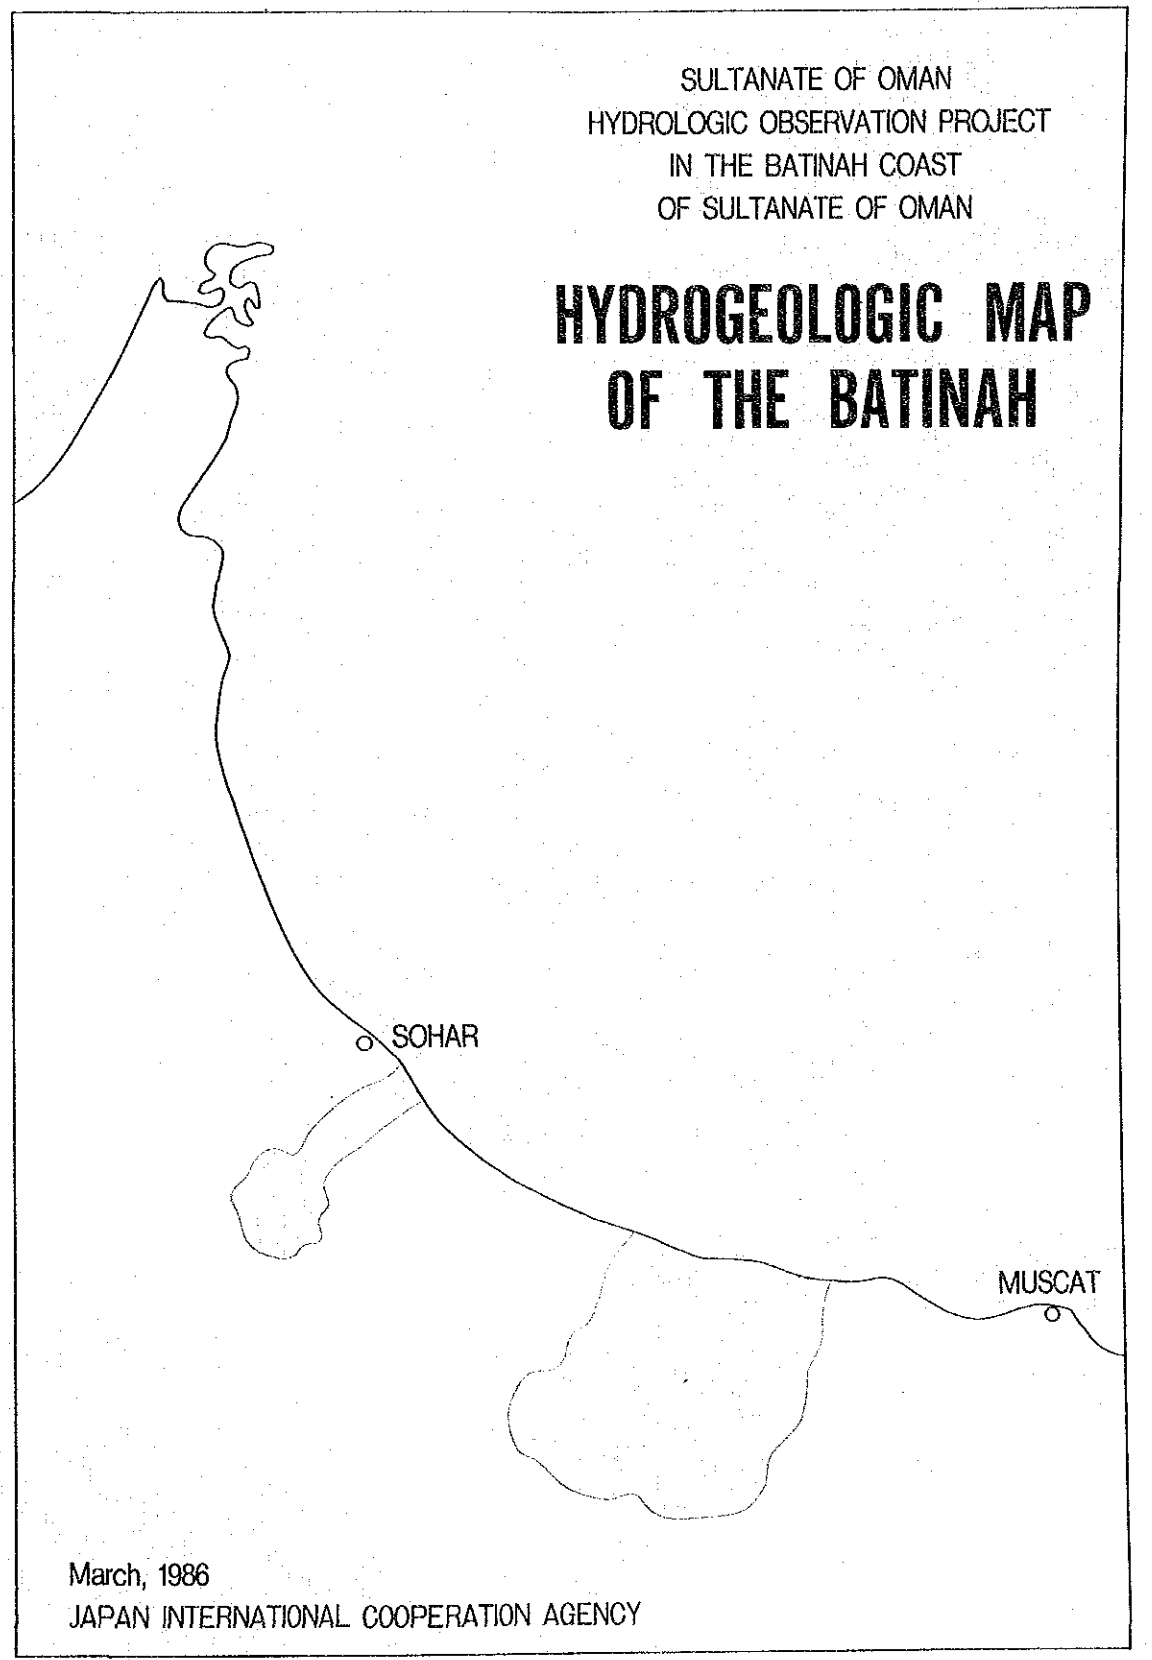 SULTANATE OF OMAN
HYDROLOGIC OBSERVATION PROJECT
IN THE BATINAH COAST
OF SULTANATE OF OMAN
HYDROGEOLOGIC MAP
OF THE BATINAH
SOHAR
MUSCAT
March, 1986
JAPAN INTERNATIONAL COOPERATION AGENCY